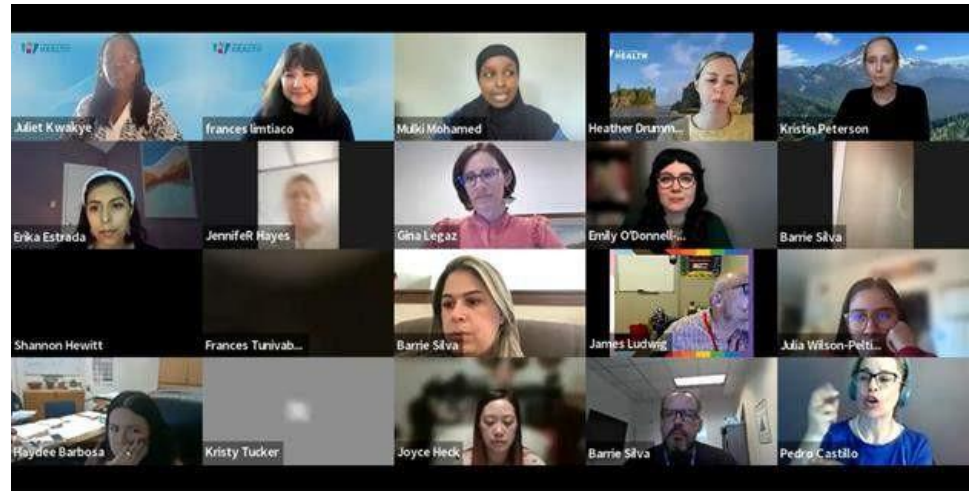 HEALTH
HEALTH
HEALTH
Juliet Kwakye
frances limtiaco
Mulki Mohamed
Heather Drumm...
Kristin Peterson
Erika Estrada
JennifeR Hayes
Gina Legaz
Emily O'Donnell-...
Barrie Silva
Shannon Hewitt
Frances Tunivab...
Barrie Silva
James Ludwig
Julia Wilson-Pelti...
Haydee Barbosa
Kristy Tucker
Joyce Heck
Barrie Silva
Pedro Castillo